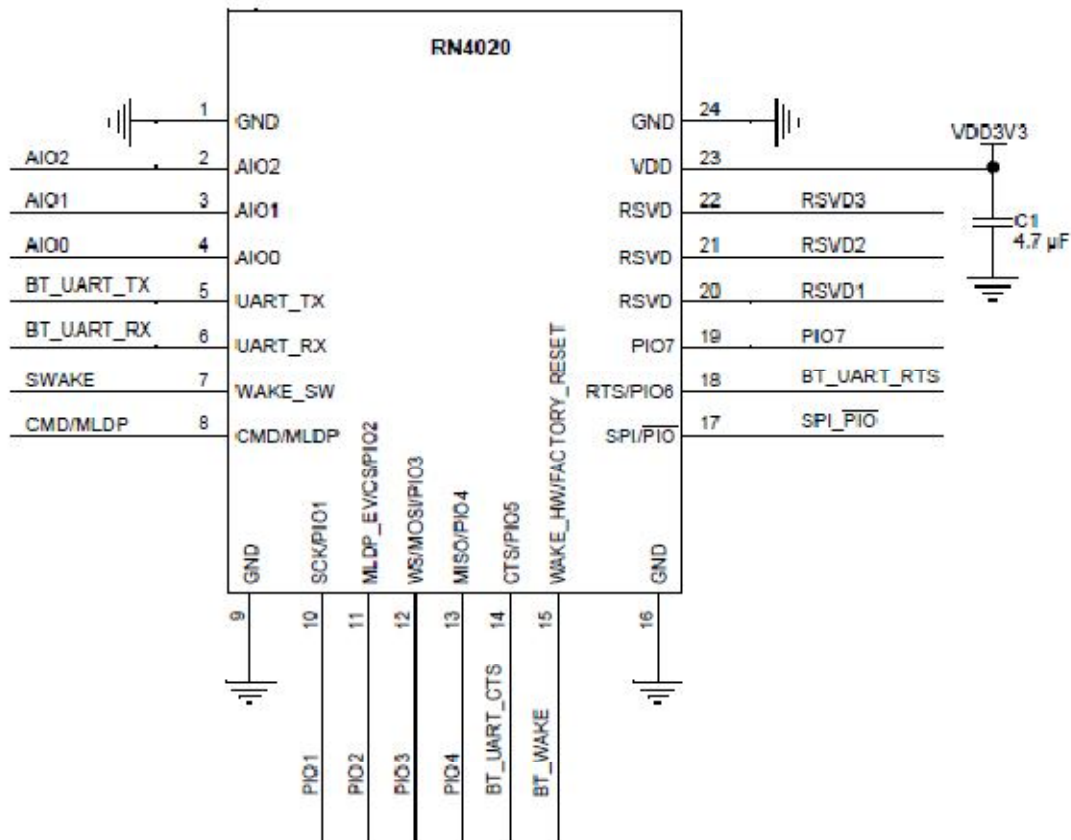 RN4020
1 GND
AIO2 2 AIO2
AIO1 3 AIO1
AIO0 4 AIO0
BT_UART_TX 5 UART_TX
BT_UART_RX 6 UART_RX
SWAKE 7 WAKE_SW
CMD/MLDP 8 CMD/MLDP
GND 24
VDD 23 VDD3V3
RSVD 22 RSVD3
RSVD 21 RSVD2
RSVD 20 RSVD1
PIO7 19 PIO7
RTS/PIO6 18 BT_UART_RTS
SPI/PIO 17 SPI_PIO
C1
4.7 µF
GND 9
SCK/PIO1 10 PIO1
MLDP_EV/CS/PIO2 11 PIO2
WS/MOSI/PIO3 12 PIO3
MISO/PIO4 13 PIO4
CTS/PIO5 14 BT_UART_CTS
WAKE_HW/FACTORY_RESET 15 BT_WAKE
GND 16